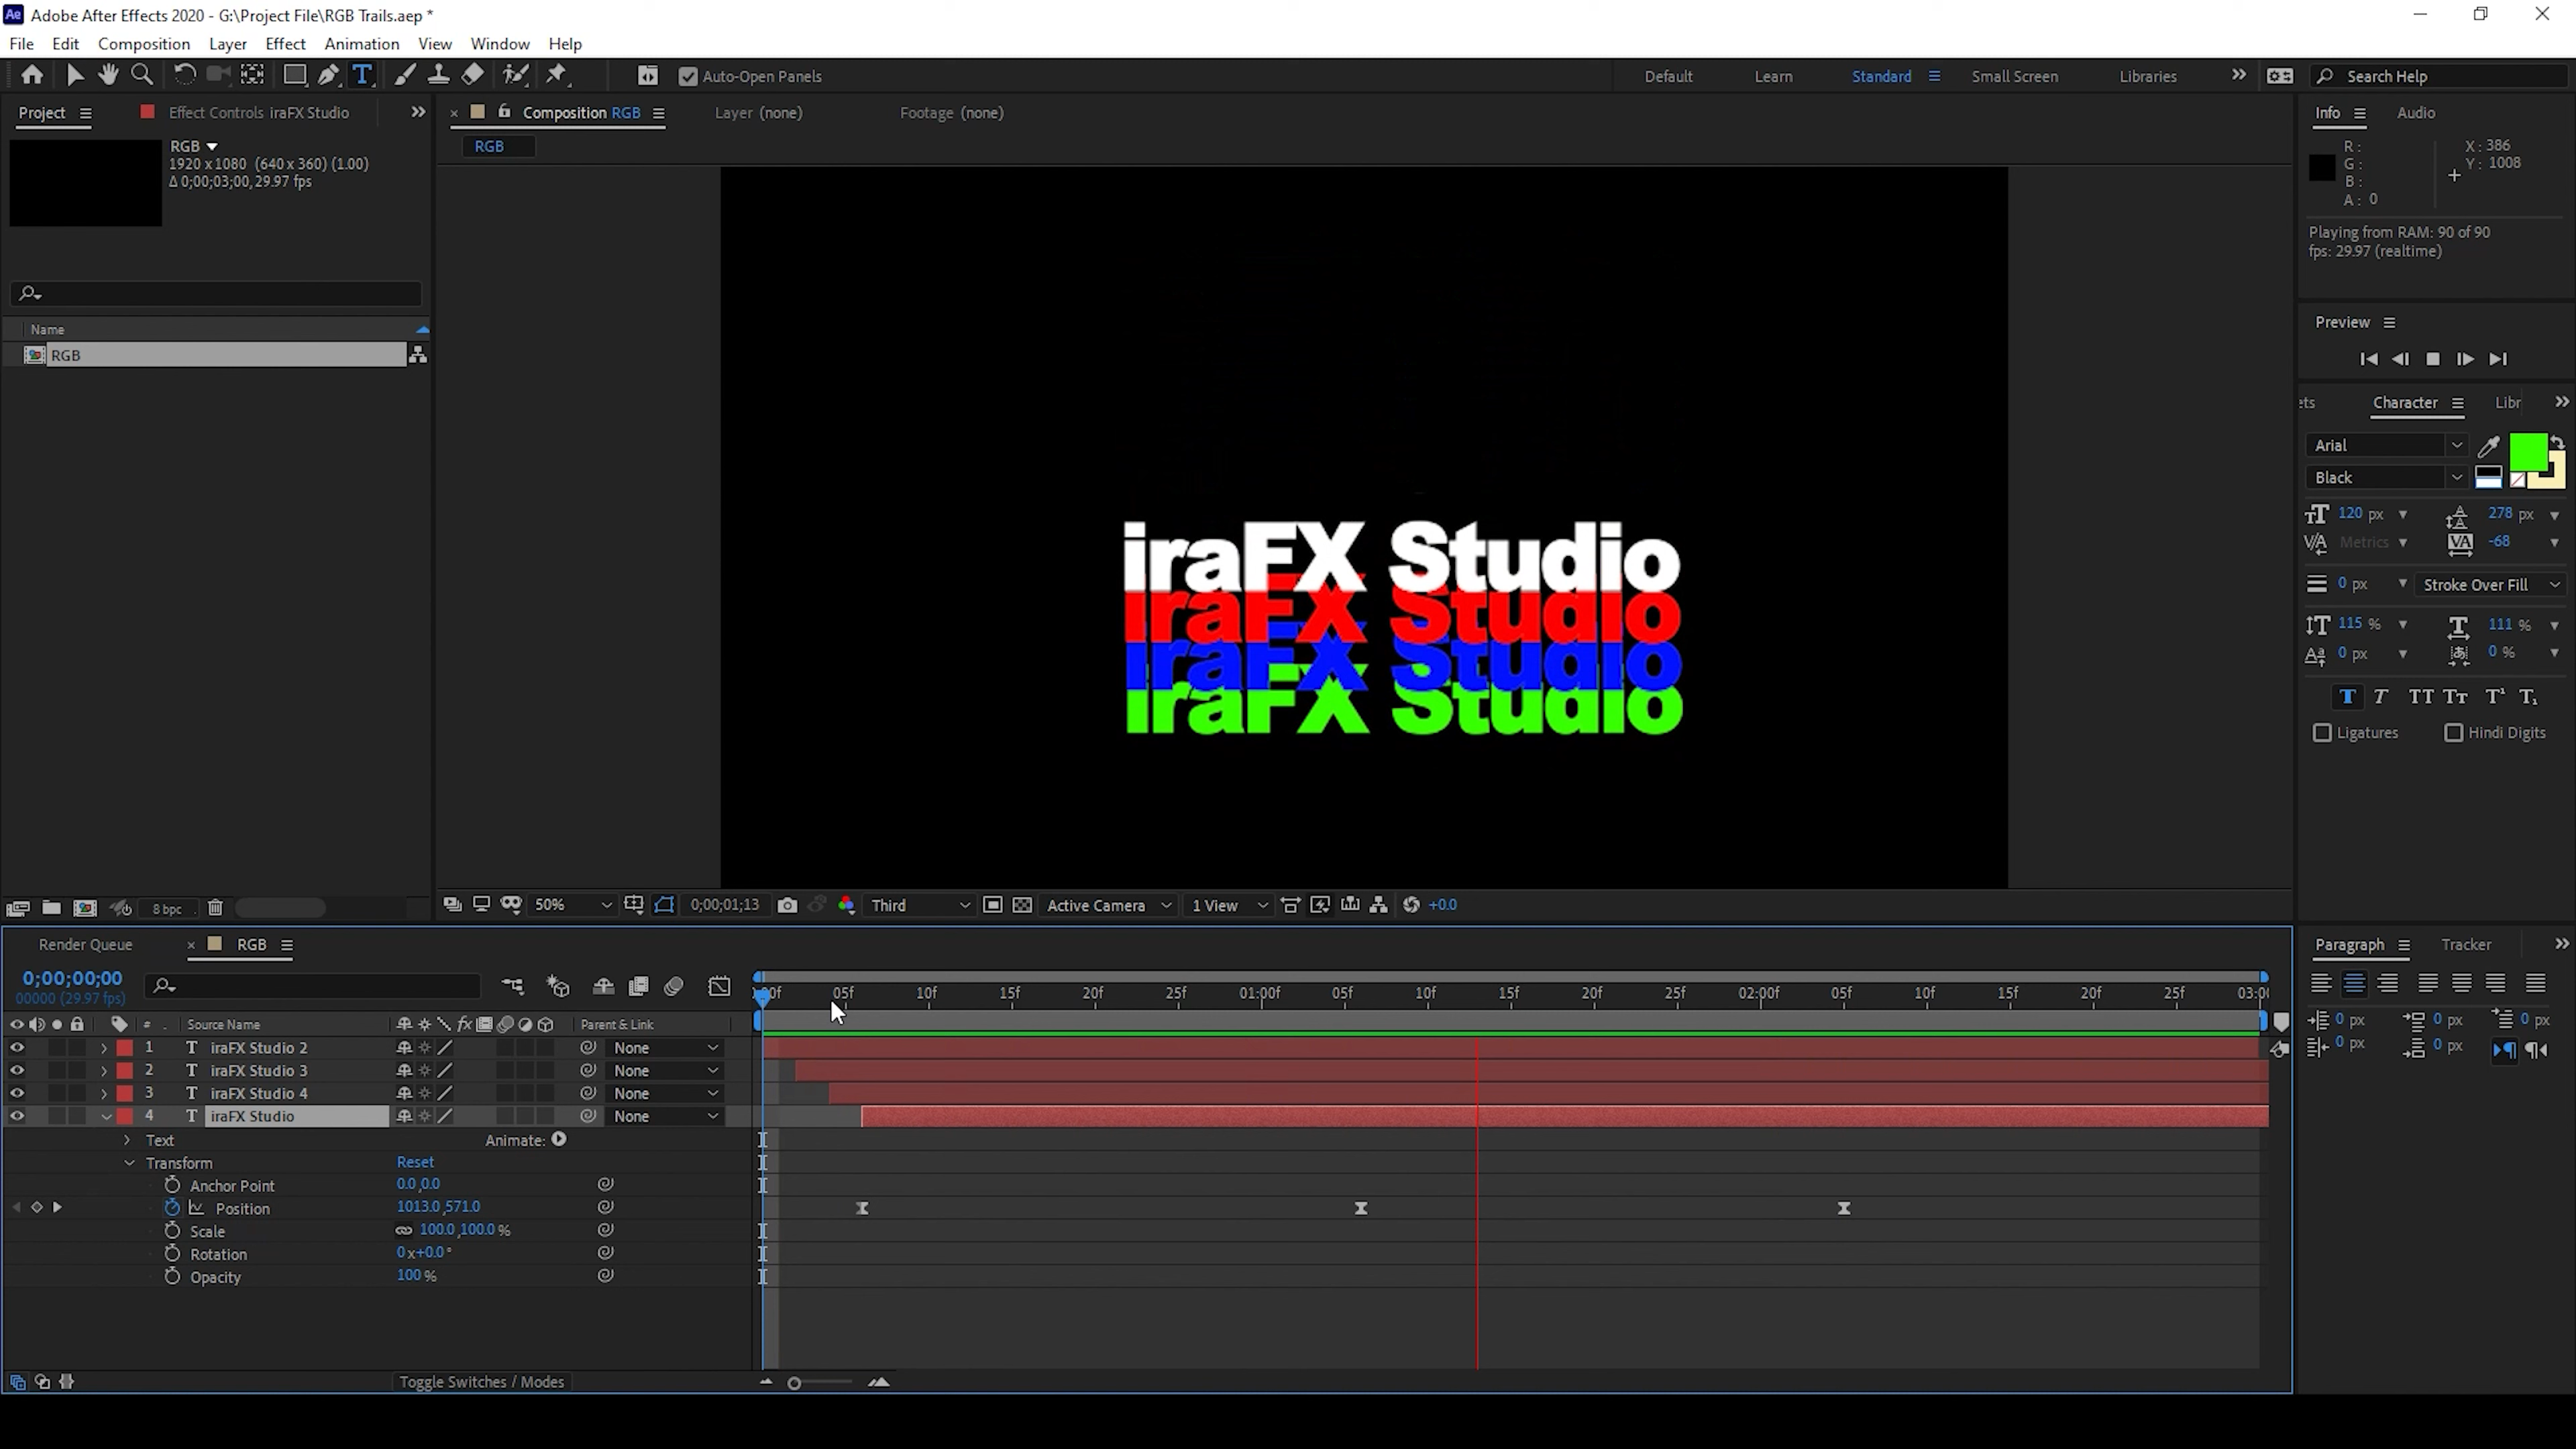 Ae Adobe After Effects 2020 - G:\Project File\RGB Trails.aep *
File Edit Composition Layer Effect Animation View Window Help
T Auto-Open Panels Default Learn Standard Small Screen Libraries Search Help
Project Effect Controls iraFX Studio
RGB
1920 x 1080 (640 x 360) (1.00)
Δ 0;00;03;00, 29.97 fps
Name
RGB
8 bpc
Composition RGB Layer (none) Footage (none)
RGB
iraFX Studio
iraFX Studio
iraFX Studio
iraFX Studio
50% 0;00;01;13 Third Active Camera 1 View +0.0
Info Audio
R : X : 386
G : Y : 1008
B :
A : 0
Playing from RAM: 90 of 90
fps: 29.97 (realtime)
Preview
ets Character Libr
Arial
Black
120 px 278 px
Metrics -68
0 px Stroke Over Fill
115 % 111 %
0 px 0 %
T T TT Tт T¹ T₁
Ligatures Hindi Digits
Render Queue RGB
0;00;00;00
00000 (29.97 fps)
:00f 05f 10f 15f 20f 25f 01:00f 05f 10f 15f 20f 25f 02:00f 05f 10f 15f 20f 25f 03:0
# Source Name fx Parent & Link
1 T iraFX Studio 2 None
2 T iraFX Studio 3 None
3 T iraFX Studio 4 None
4 T iraFX Studio None
Text Animate:
Transform Reset
Anchor Point 0.0,0.0
Position 1013.0,571.0
Scale 100.0,100.0 %
Rotation 0x+0.0°
Opacity 100 %
Toggle Switches / Modes
Paragraph Tracker
0 px 0 px 0 px
0 px 0 px